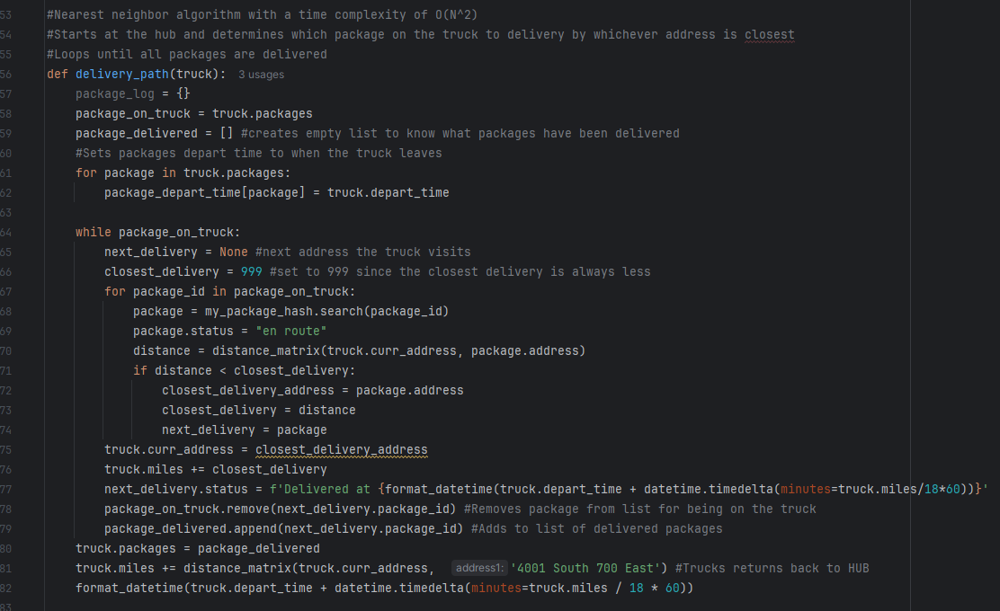 53 #Nearest neighbor algorithm with a time complexity of O(N^2)
54 #Starts at the hub and determines which package on the truck to delivery by whichever address is closest
55 #Loops until all packages are delivered
56 def delivery_path(truck): 3 usages
57 package_log = {}
58 package_on_truck = truck.packages
59 package_delivered = [] #creates empty list to know what packages have been delivered
60 #Sets packages depart time to when the truck leaves
61 for package in truck.packages:
62 package_depart_time[package] = truck.depart_time
63
64 while package_on_truck:
65 next_delivery = None #next address the truck visits
66 closest_delivery = 999 #set to 999 since the closest delivery is always less
67 for package_id in package_on_truck:
68 package = my_package_hash.search(package_id)
69 package.status = "en route"
70 distance = distance_matrix(truck.curr_address, package.address)
71 if distance < closest_delivery:
72 closest_delivery_address = package.address
73 closest_delivery = distance
74 next_delivery = package
75 truck.curr_address = closest_delivery_address
76 truck.miles += closest_delivery
77 next_delivery.status = f'Delivered at {format_datetime(truck.depart_time + datetime.timedelta(minutes=truck.miles/18*60))}'
78 package_on_truck.remove(next_delivery.package_id) #Removes package from list for being on the truck
79 package_delivered.append(next_delivery.package_id) #Adds to list of delivered packages
80 truck.packages = package_delivered
81 truck.miles += distance_matrix(truck.curr_address, address1: '4001 South 700 East') #Trucks returns back to HUB
82 format_datetime(truck.depart_time + datetime.timedelta(minutes=truck.miles / 18 * 60))
83